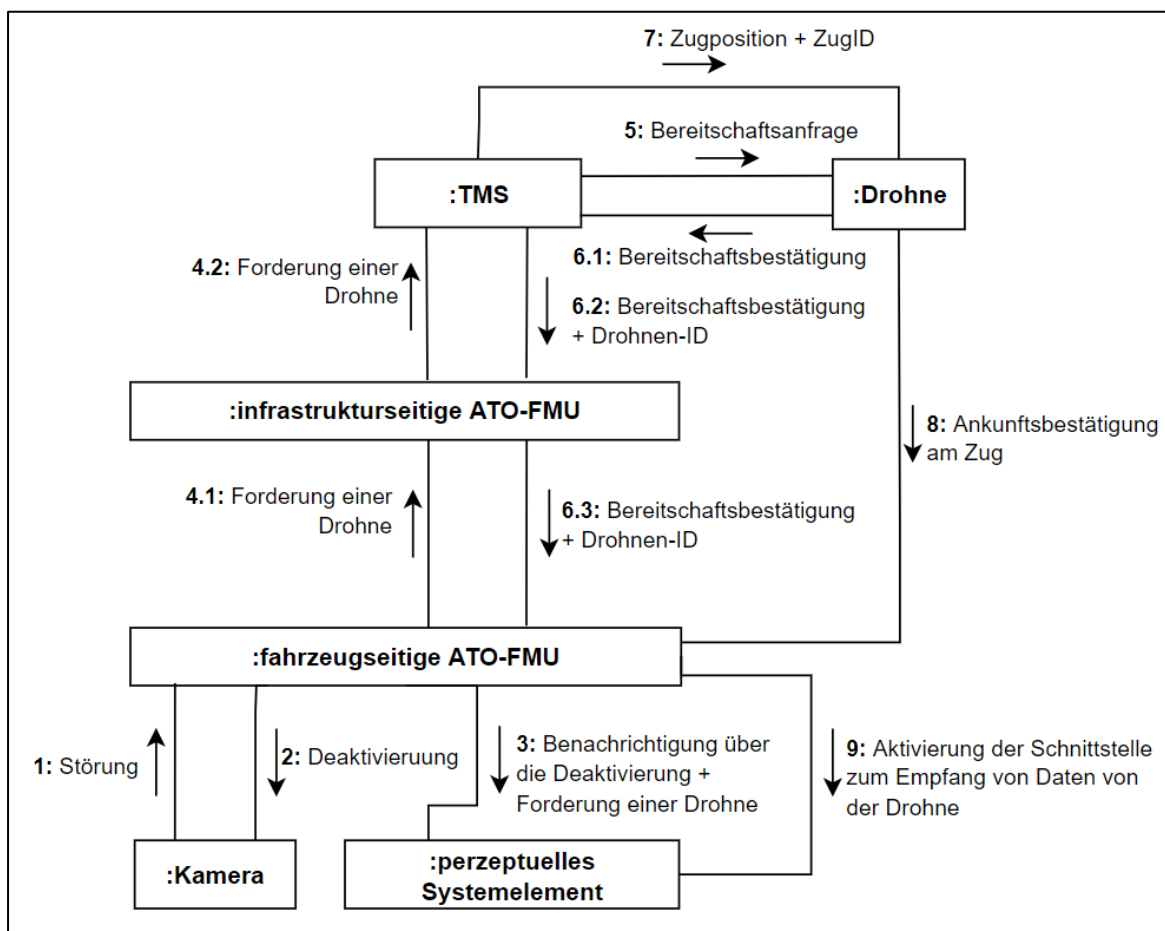 7: Zugposition + ZugID
5: Bereitschaftsanfrage
:TMS
:Drohne
4.2: Forderung einer
Drohne
6.1: Bereitschaftsbestätigung
6.2: Bereitschaftsbestätigung
+ Drohnen-ID
:infrastrukturseitige ATO-FMU
8: Ankunftsbestätigung
am Zug
4.1: Forderung einer
Drohne
6.3: Bereitschaftsbestätigung
+ Drohnen-ID
:fahrzeugseitige ATO-FMU
1: Störung
2: Deaktivieruung
3: Benachrichtigung über
die Deaktivierung +
Forderung einer Drohne
9: Aktivierung der Schnittstelle
zum Empfang von Daten von
der Drohne
:Kamera
:perzeptuelles
Systemelement